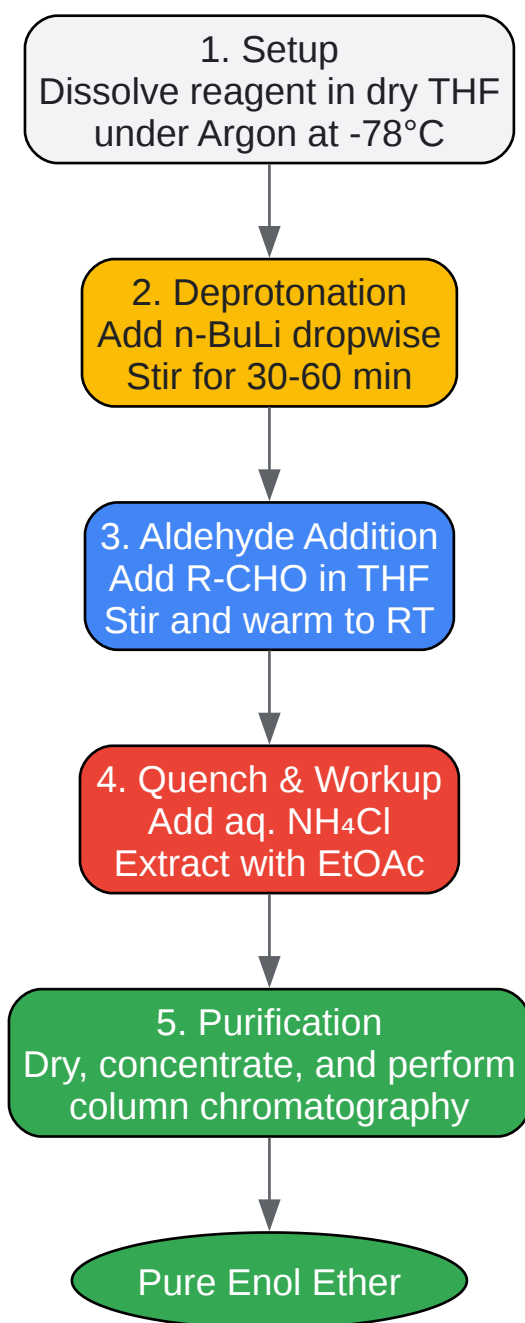 1. Setup
Dissolve reagent in dry THF
under Argon at -78°C
2. Deprotonation
Add n-BuLi dropwise
Stir for 30-60 min
3. Aldehyde Addition
Add R-CHO in THF
Stir and warm to RT
4. Quench & Workup
Add aq. NH₄Cl
Extract with EtOAc
5. Purification
Dry, concentrate, and perform
column chromatography
Pure Enol Ether